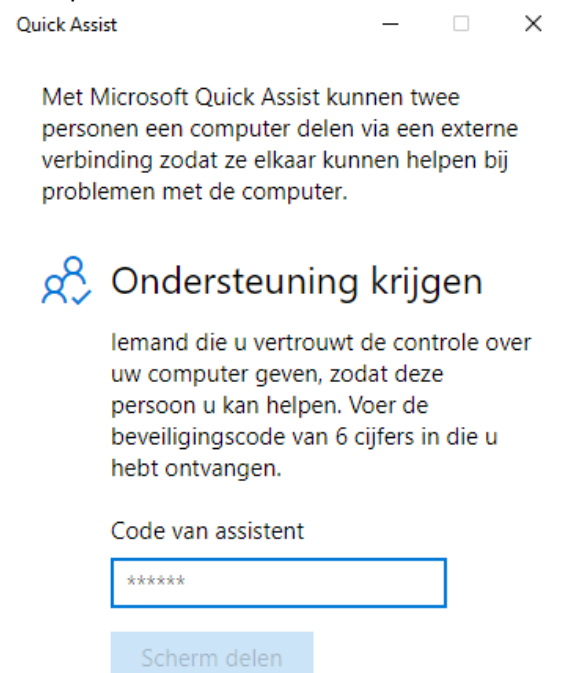 Quick Assist
Met Microsoft Quick Assist kunnen twee
personen een computer delen via een externe
verbinding zodat ze elkaar kunnen helpen bij
problemen met de computer.
Ondersteuning krijgen
Iemand die u vertrouwt de controle over
uw computer geven, zodat deze
persoon u kan helpen. Voer de
beveiligingscode van 6 cijfers in die u
hebt ontvangen.
Code van assistent
******
Scherm delen